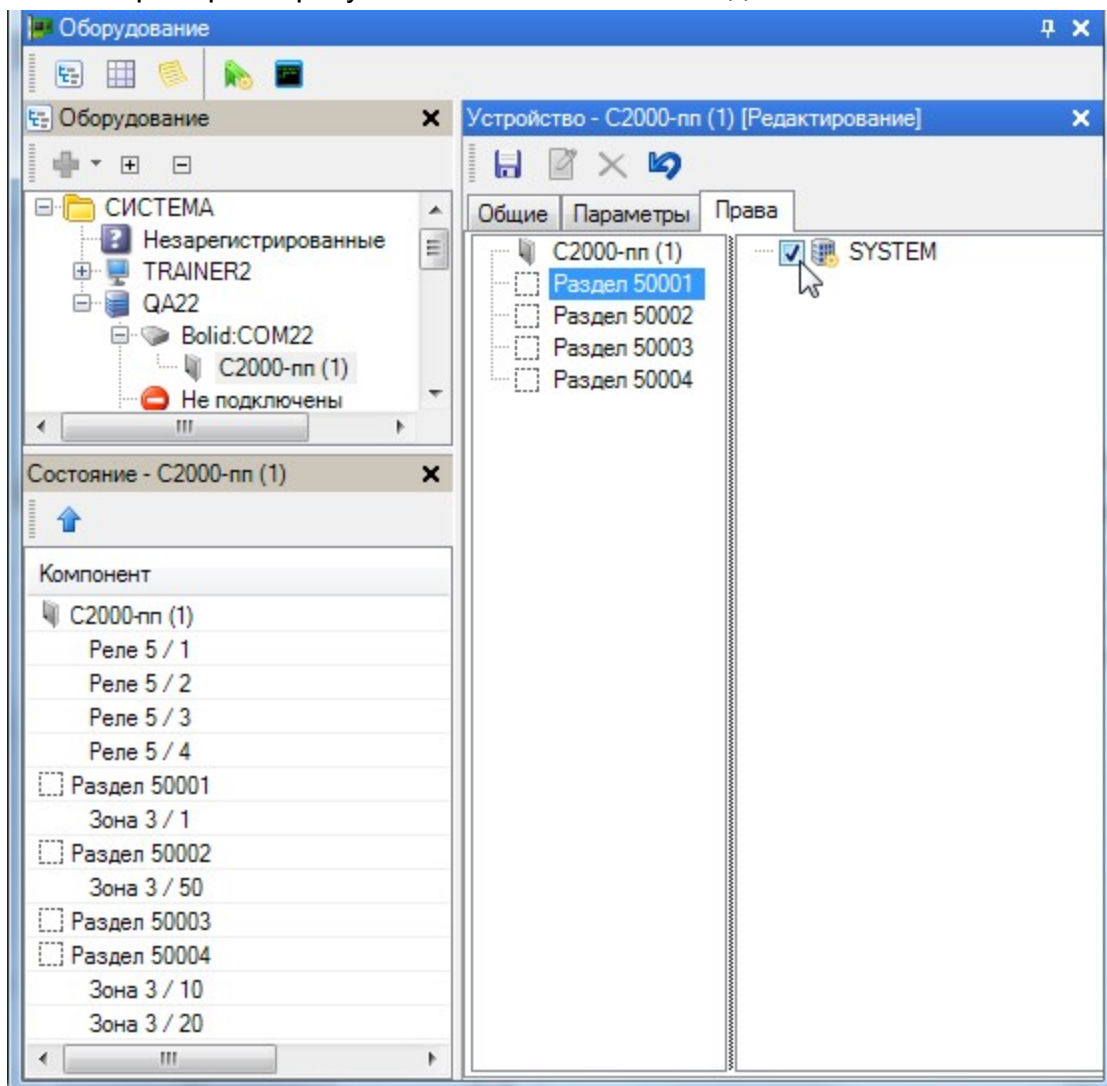 Оборудование
Оборудование
СИСТЕМА
Незарегистрированные
TRAINER2
QA22
Bolid:COM22
С2000-пп (1)
Не подключены
Состояние - С2000-пп (1)
Компонент
С2000-пп (1)
Реле 5 / 1
Реле 5 / 2
Реле 5 / 3
Реле 5 / 4
Раздел 50001
Зона 3 / 1
Раздел 50002
Зона 3 / 50
Раздел 50003
Раздел 50004
Зона 3 / 10
Зона 3 / 20
Устройство - С2000-пп (1) [Редактирование]
Общие Параметры Права
С2000-пп (1)
Раздел 50001
Раздел 50002
Раздел 50003
Раздел 50004
SYSTEM